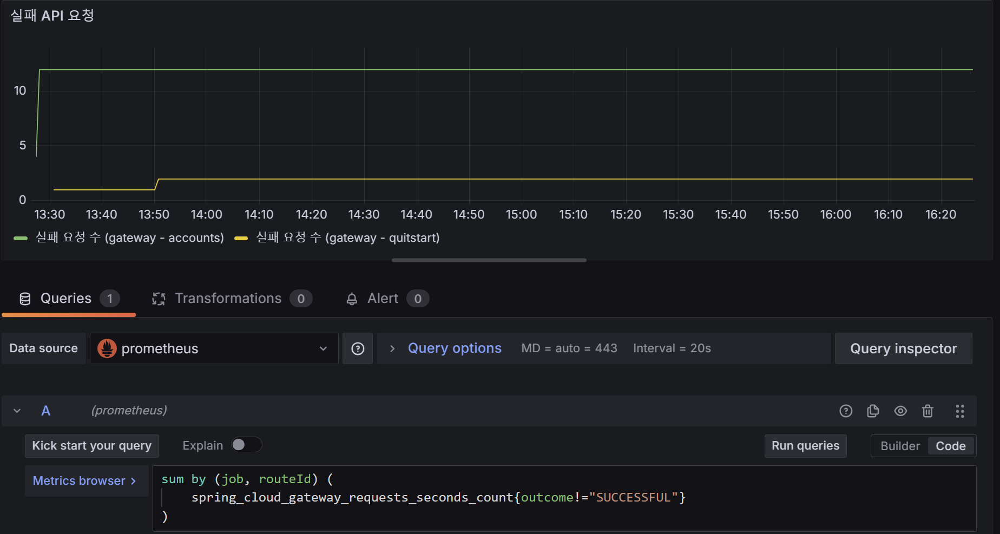 실패 API 요청
10
5
0
13:30 13:40 13:50 14:00 14:10 14:20 14:30 14:40 14:50 15:00 15:10 15:20 15:30 15:40 15:50 16:00 16:10 16:20
실패 요청 수 (gateway - accounts) 실패 요청 수 (gateway - quitstart)
Queries 1 Transformations 0 Alert 0
Data source prometheus Query options MD = auto = 443 Interval = 20s Query inspector
A (prometheus)
Kick start your query Explain Run queries Builder Code
Metrics browser > sum by (job, routeId) (
spring_cloud_gateway_requests_seconds_count{outcome!="SUCCESSFUL"}
)